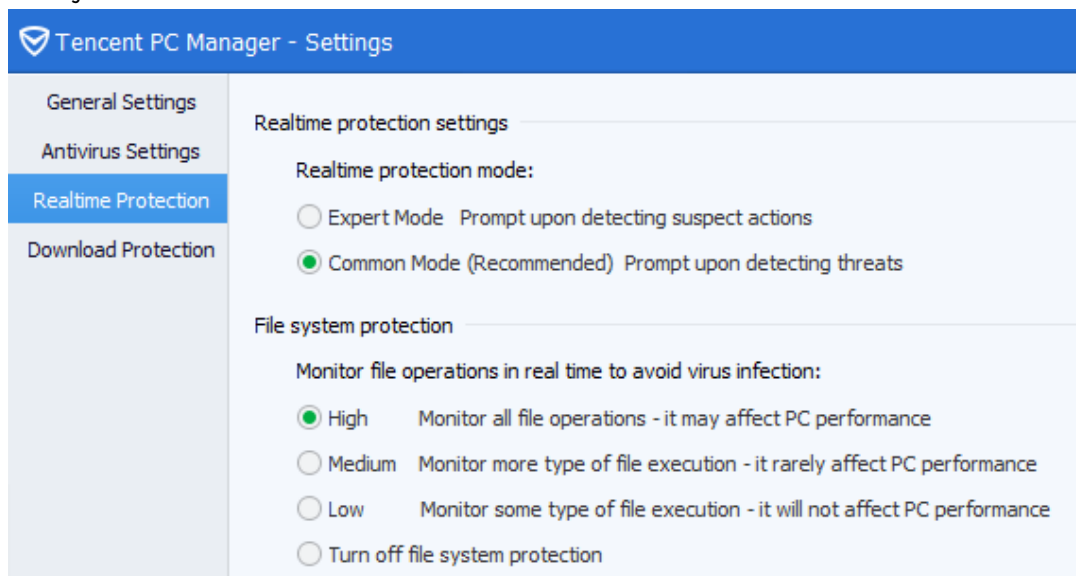 Tencent PC Manager - Settings
General Settings
Antivirus Settings
Realtime Protection
Download Protection
Realtime protection settings
Realtime protection mode:
Expert Mode Prompt upon detecting suspect actions
Common Mode (Recommended) Prompt upon detecting threats
File system protection
Monitor file operations in real time to avoid virus infection:
High Monitor all file operations - it may affect PC performance
Medium Monitor more type of file execution - it rarely affect PC performance
Low Monitor some type of file execution - it will not affect PC performance
Turn off file system protection